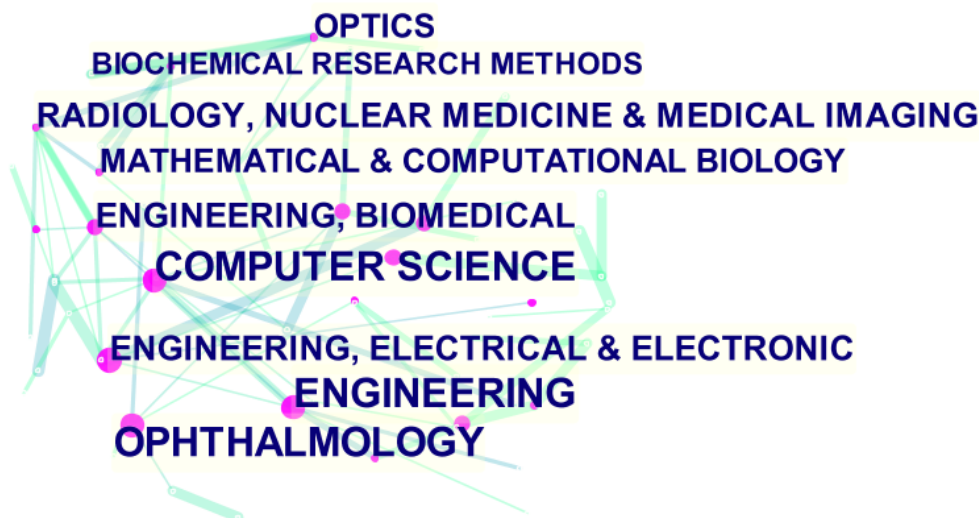 OPTICS
BIOCHEMICAL RESEARCH METHODS
RADIOLOGY, NUCLEAR MEDICINE & MEDICAL IMAGING
MATHEMATICAL & COMPUTATIONAL BIOLOGY
ENGINEERING, BIOMEDICAL
COMPUTER SCIENCE
ENGINEERING, ELECTRICAL & ELECTRONIC
ENGINEERING
OPHTHALMOLOGY